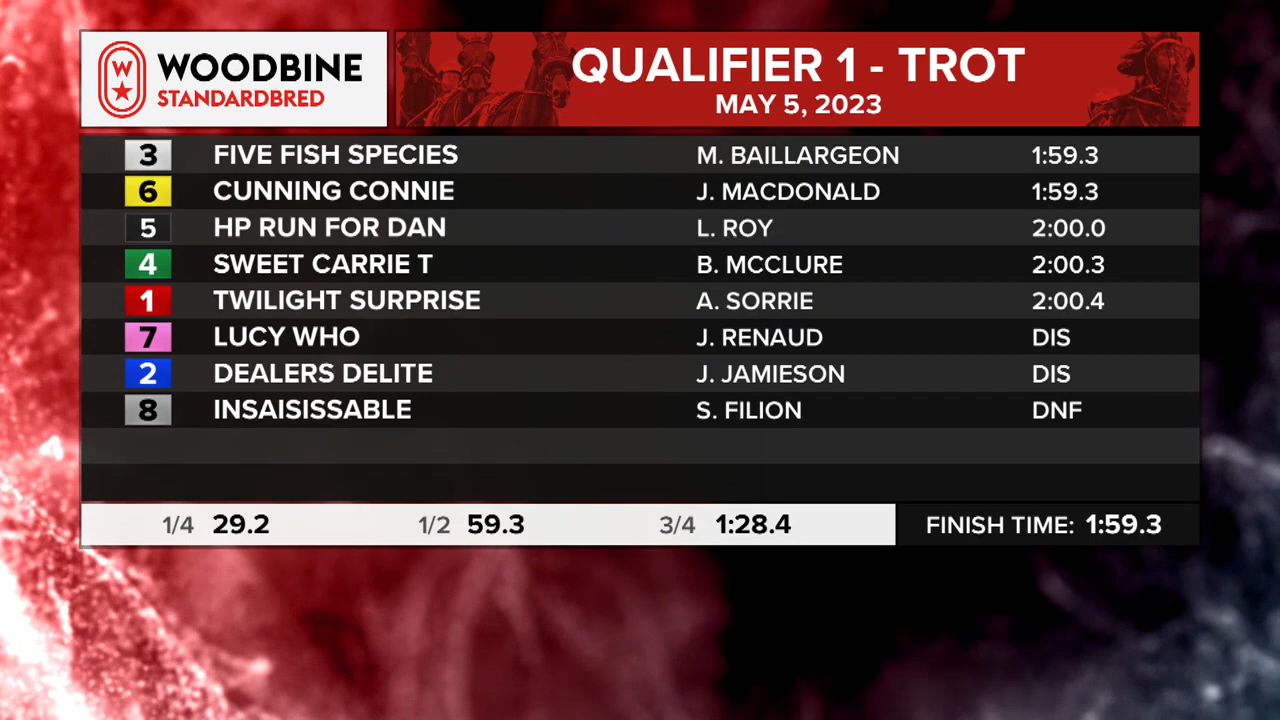 W
WOODBINE
STANDARDBRED
QUALIFIER 1 - TROT
MAY 5, 2023
3 FIVE FISH SPECIES M. BAILLARGEON 1:59.3
6 CUNNING CONNIE J. MACDONALD 1:59.3
5 HP RUN FOR DAN L. ROY 2:00.0
4 SWEET CARRIE T B. MCCLURE 2:00.3
1 TWILIGHT SURPRISE A. SORRIE 2:00.4
7 LUCY WHO J. RENAUD DIS
2 DEALERS DELITE J. JAMIESON DIS
8 INSAISISSABLE S. FILION DNF
1/4 29.2 1/2 59.3 3/4 1:28.4 FINISH TIME: 1:59.3